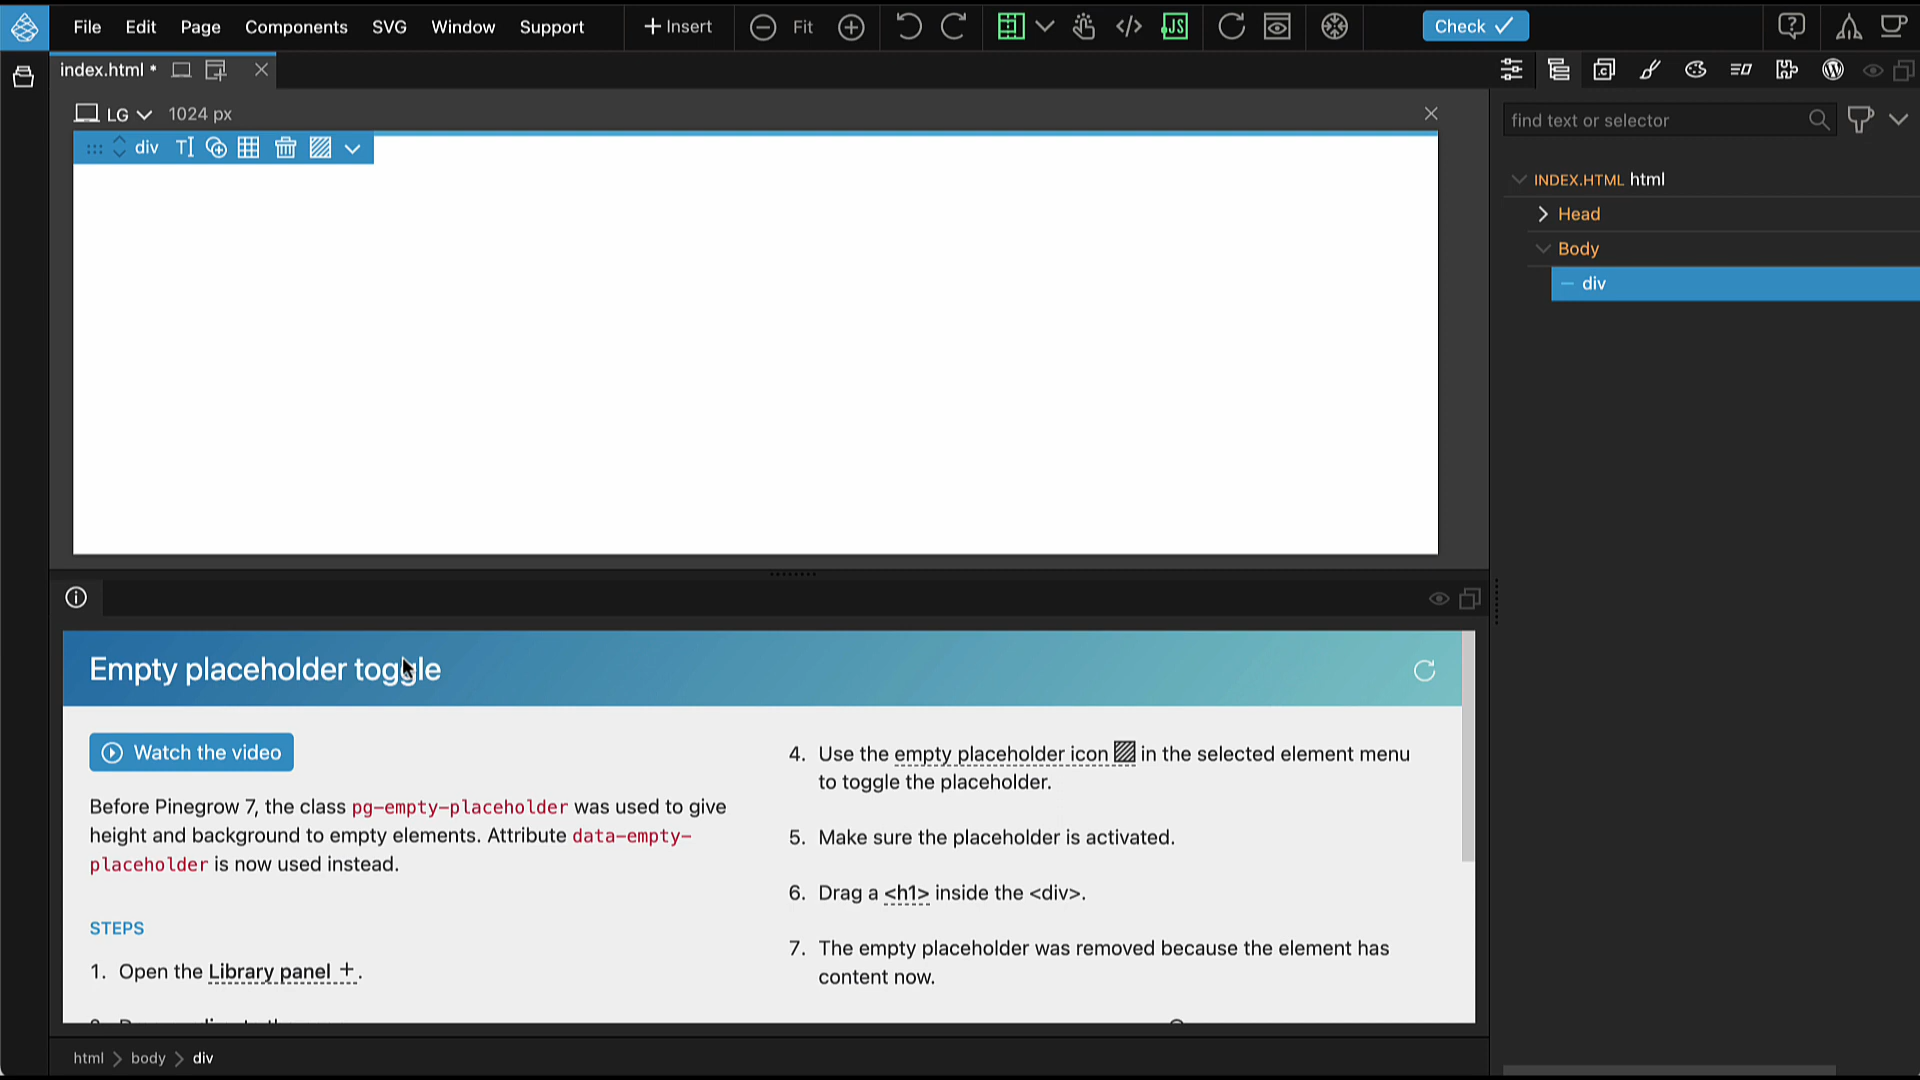 File Edit Page Components SVG Window Support + Insert Fit Check
index.html *
LG 1024 px
div
find text or selector
INDEX.HTML html
Head
Body
div
Empty placeholder toggle
Watch the video
Before Pinegrow 7, the class pg-empty-placeholder was used to give
height and background to empty elements. Attribute data-empty-
placeholder is now used instead.
STEPS
1. Open the Library panel +.
4. Use the empty placeholder icon in the selected element menu
to toggle the placeholder.
5. Make sure the placeholder is activated.
6. Drag a <h1> inside the <div>.
7. The empty placeholder was removed because the element has
content now.
html > body > div